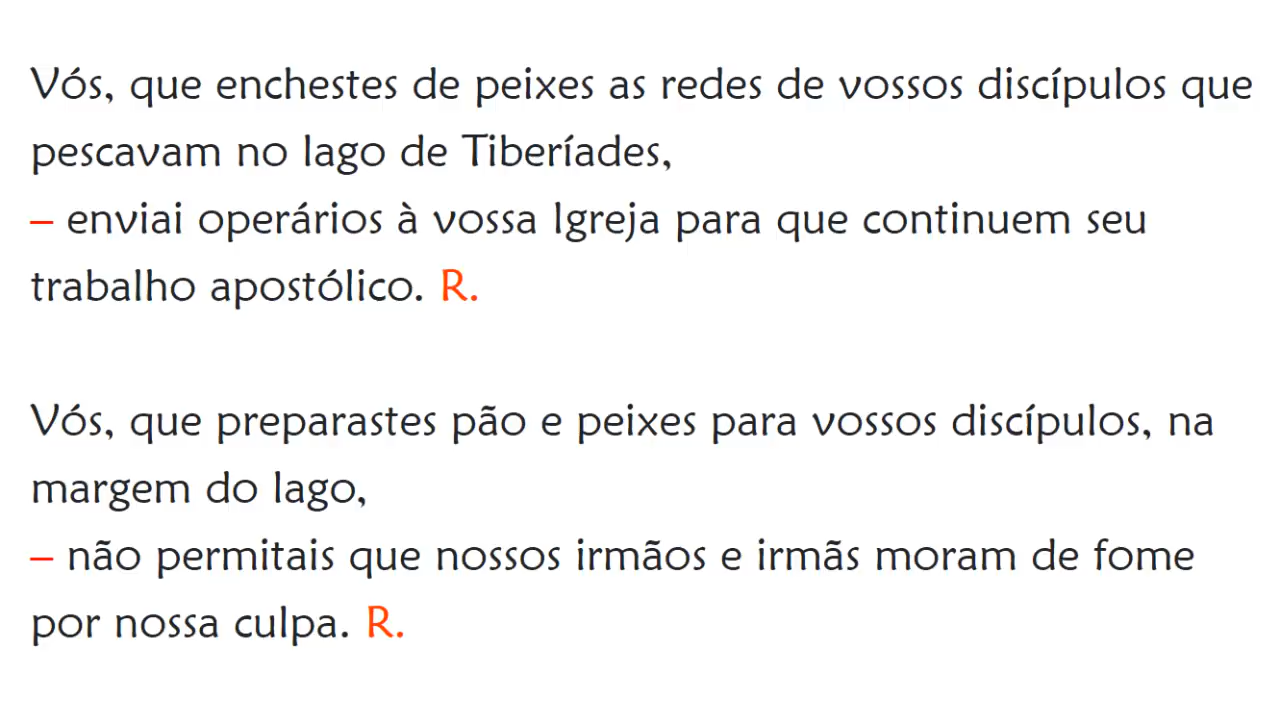 Vós, que enchestes de peixes as redes de vossos discípulos que
pescavam no lago de Tiberíades,
– enviai operários à vossa Igreja para que continuem seu
trabalho apostólico. R.
Vós, que preparastes pão e peixes para vossos discípulos, na
margem do lago,
– não permitais que nossos irmãos e irmãs moram de fome
por nossa culpa. R.